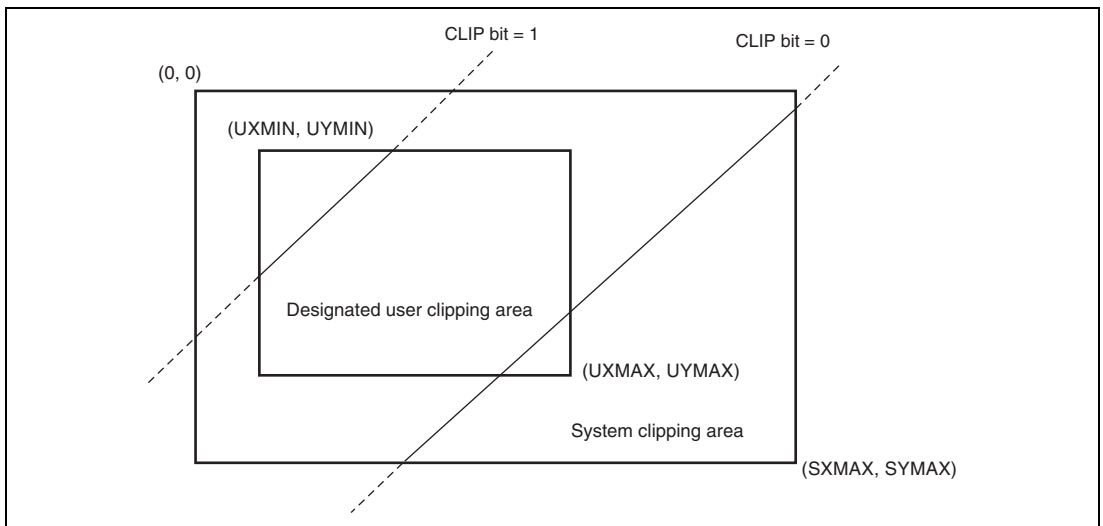 CLIP bit = 1
CLIP bit = 0
(0, 0)
(UXMIN, UYMIN)
Designated user clipping area
(UXMAX, UYMAX)
System clipping area
(SXMAX, SYMAX)